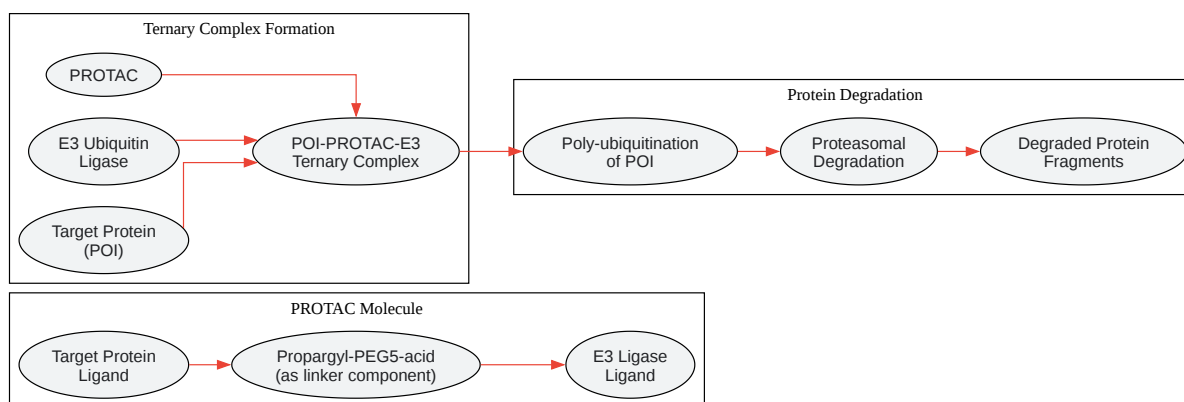 Ternary Complex Formation
PROTAC
E3 Ubiquitin
Ligase
Target Protein
(POI)
POI-PROTAC-E3
Ternary Complex
Protein Degradation
Poly-ubiquitination
of POI
Proteasomal
Degradation
Degraded Protein
Fragments
PROTAC Molecule
Target Protein
Ligand
Propargyl-PEG5-acid
(as linker component)
E3 Ligase
Ligand